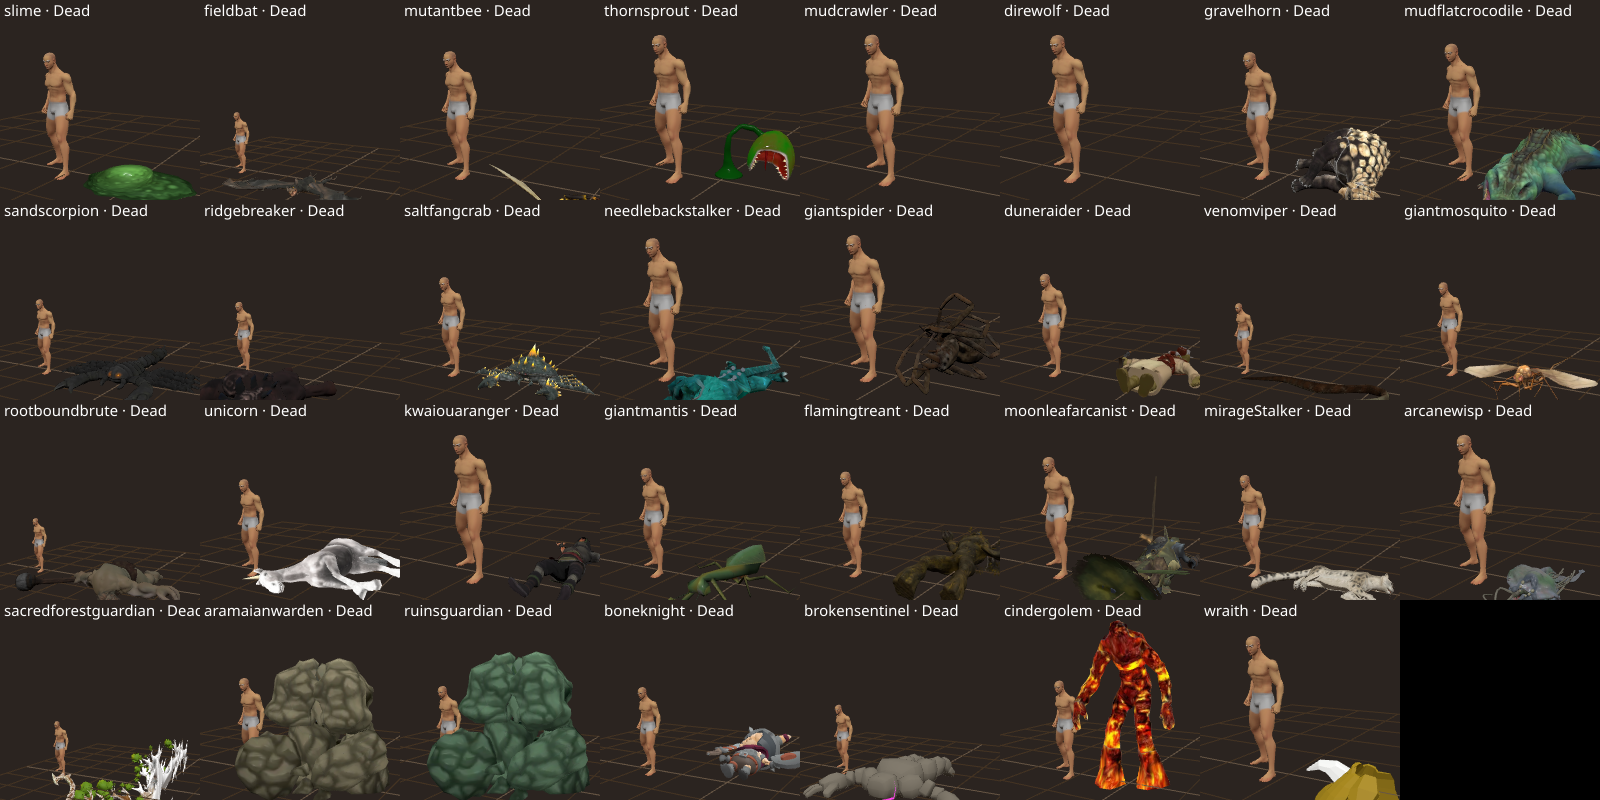 slime · Dead
fieldbat · Dead
mutantbee · Dead
thornsprout · Dead
mudcrawler · Dead
direwolf · Dead
gravelhorn · Dead
mudflatcrocodile · Dead
sandscorpion · Dead
ridgebreaker · Dead
saltfangcrab · Dead
needlebackstalker · Dead
giantspider · Dead
duneraider · Dead
venomviper · Dead
giantmosquito · Dead
rootboundbrute · Dead
unicorn · Dead
kwaiouaranger · Dead
giantmantis · Dead
flamingtreant · Dead
moonleafarcanist · Dead
mirageStalker · Dead
arcanewisp · Dead
sacredforestguardian · Deac
aramaianwarden · Dead
ruinsguardian · Dead
boneknight · Dead
brokensentinel · Dead
cindergolem · Dead
wraith · Dead